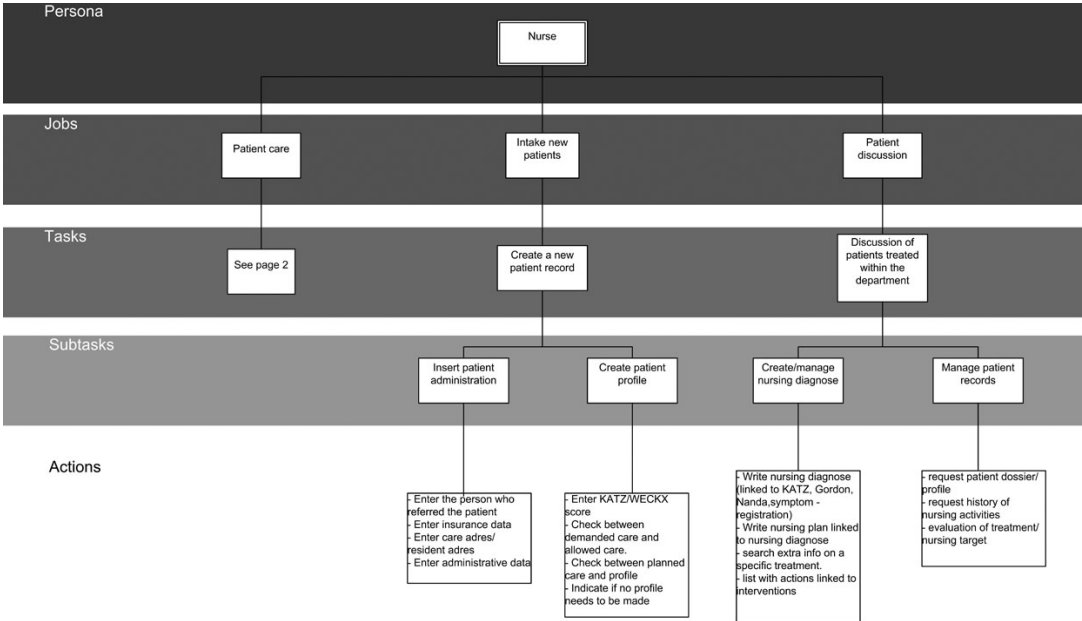 Persona
Nurse
Jobs
Patient care
Intake new
patients
Patient
discussion
Tasks
See page 2
Create a new
patient record
Discussion of
patients treated
within the
department
Subtasks
Insert patient
administration
Create patient
profile
Create/manage
nursing diagnose
Manage patient
records
Actions
- Enter the person who
referred the patient
- Enter insurance data
- Enter care adres/
resident adres
- Enter administrative data
- Enter KATZ/WECKX
score
- Check between
demanded care and
allowed care.
- Check between planned
care and profile
- Indicate if no profile
needs to be made
- Write nursing diagnose
(linked to KATZ, Gordon,
Nanda,symptom -
registration)
- Write nursing plan linked
to nursing diagnose
- search extra info on a
specific treatment.
- list with actions linked to
interventions
- request patient dossier/
profile
- request history of
nursing activities
- evaluation of treatment/
nursing target